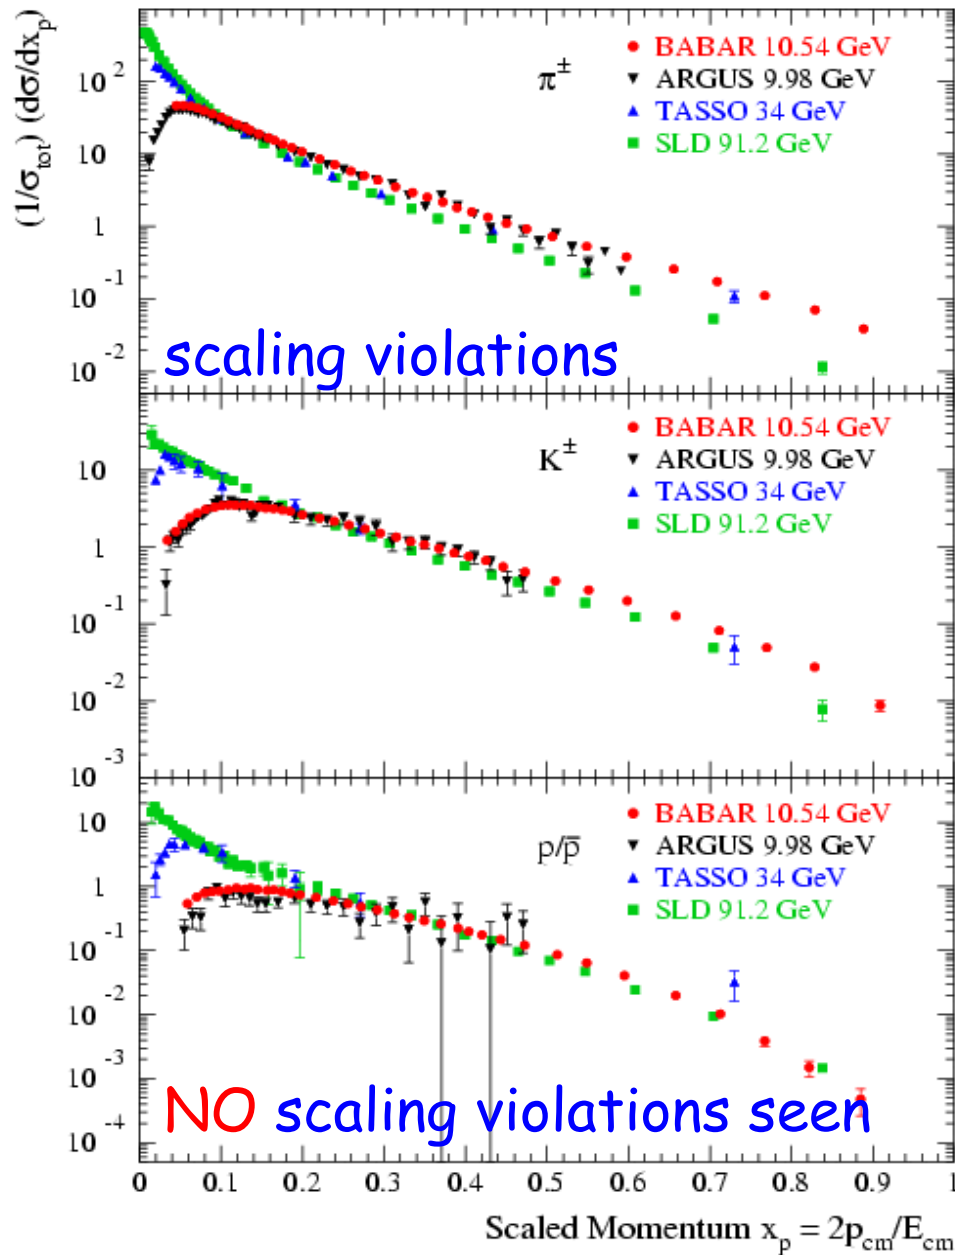 (1/σtot) (dσ/dxp)
π±
BABAR 10.54 GeV
ARGUS 9.98 GeV
TASSO 34 GeV
SLD 91.2 GeV
10 2
10
1
10 -1
10 -2
scaling violations
K±
BABAR 10.54 GeV
ARGUS 9.98 GeV
TASSO 34 GeV
SLD 91.2 GeV
10
1
10 -1
10 -2
10 -3
p/p̄
BABAR 10.54 GeV
ARGUS 9.98 GeV
TASSO 34 GeV
SLD 91.2 GeV
10
1
10 -1
10 -2
10 -3
10 -4
NO scaling violations seen
0 0.1 0.2 0.3 0.4 0.5 0.6 0.7 0.8 0.9 1
Scaled Momentum xp = 2pcm/Ecm